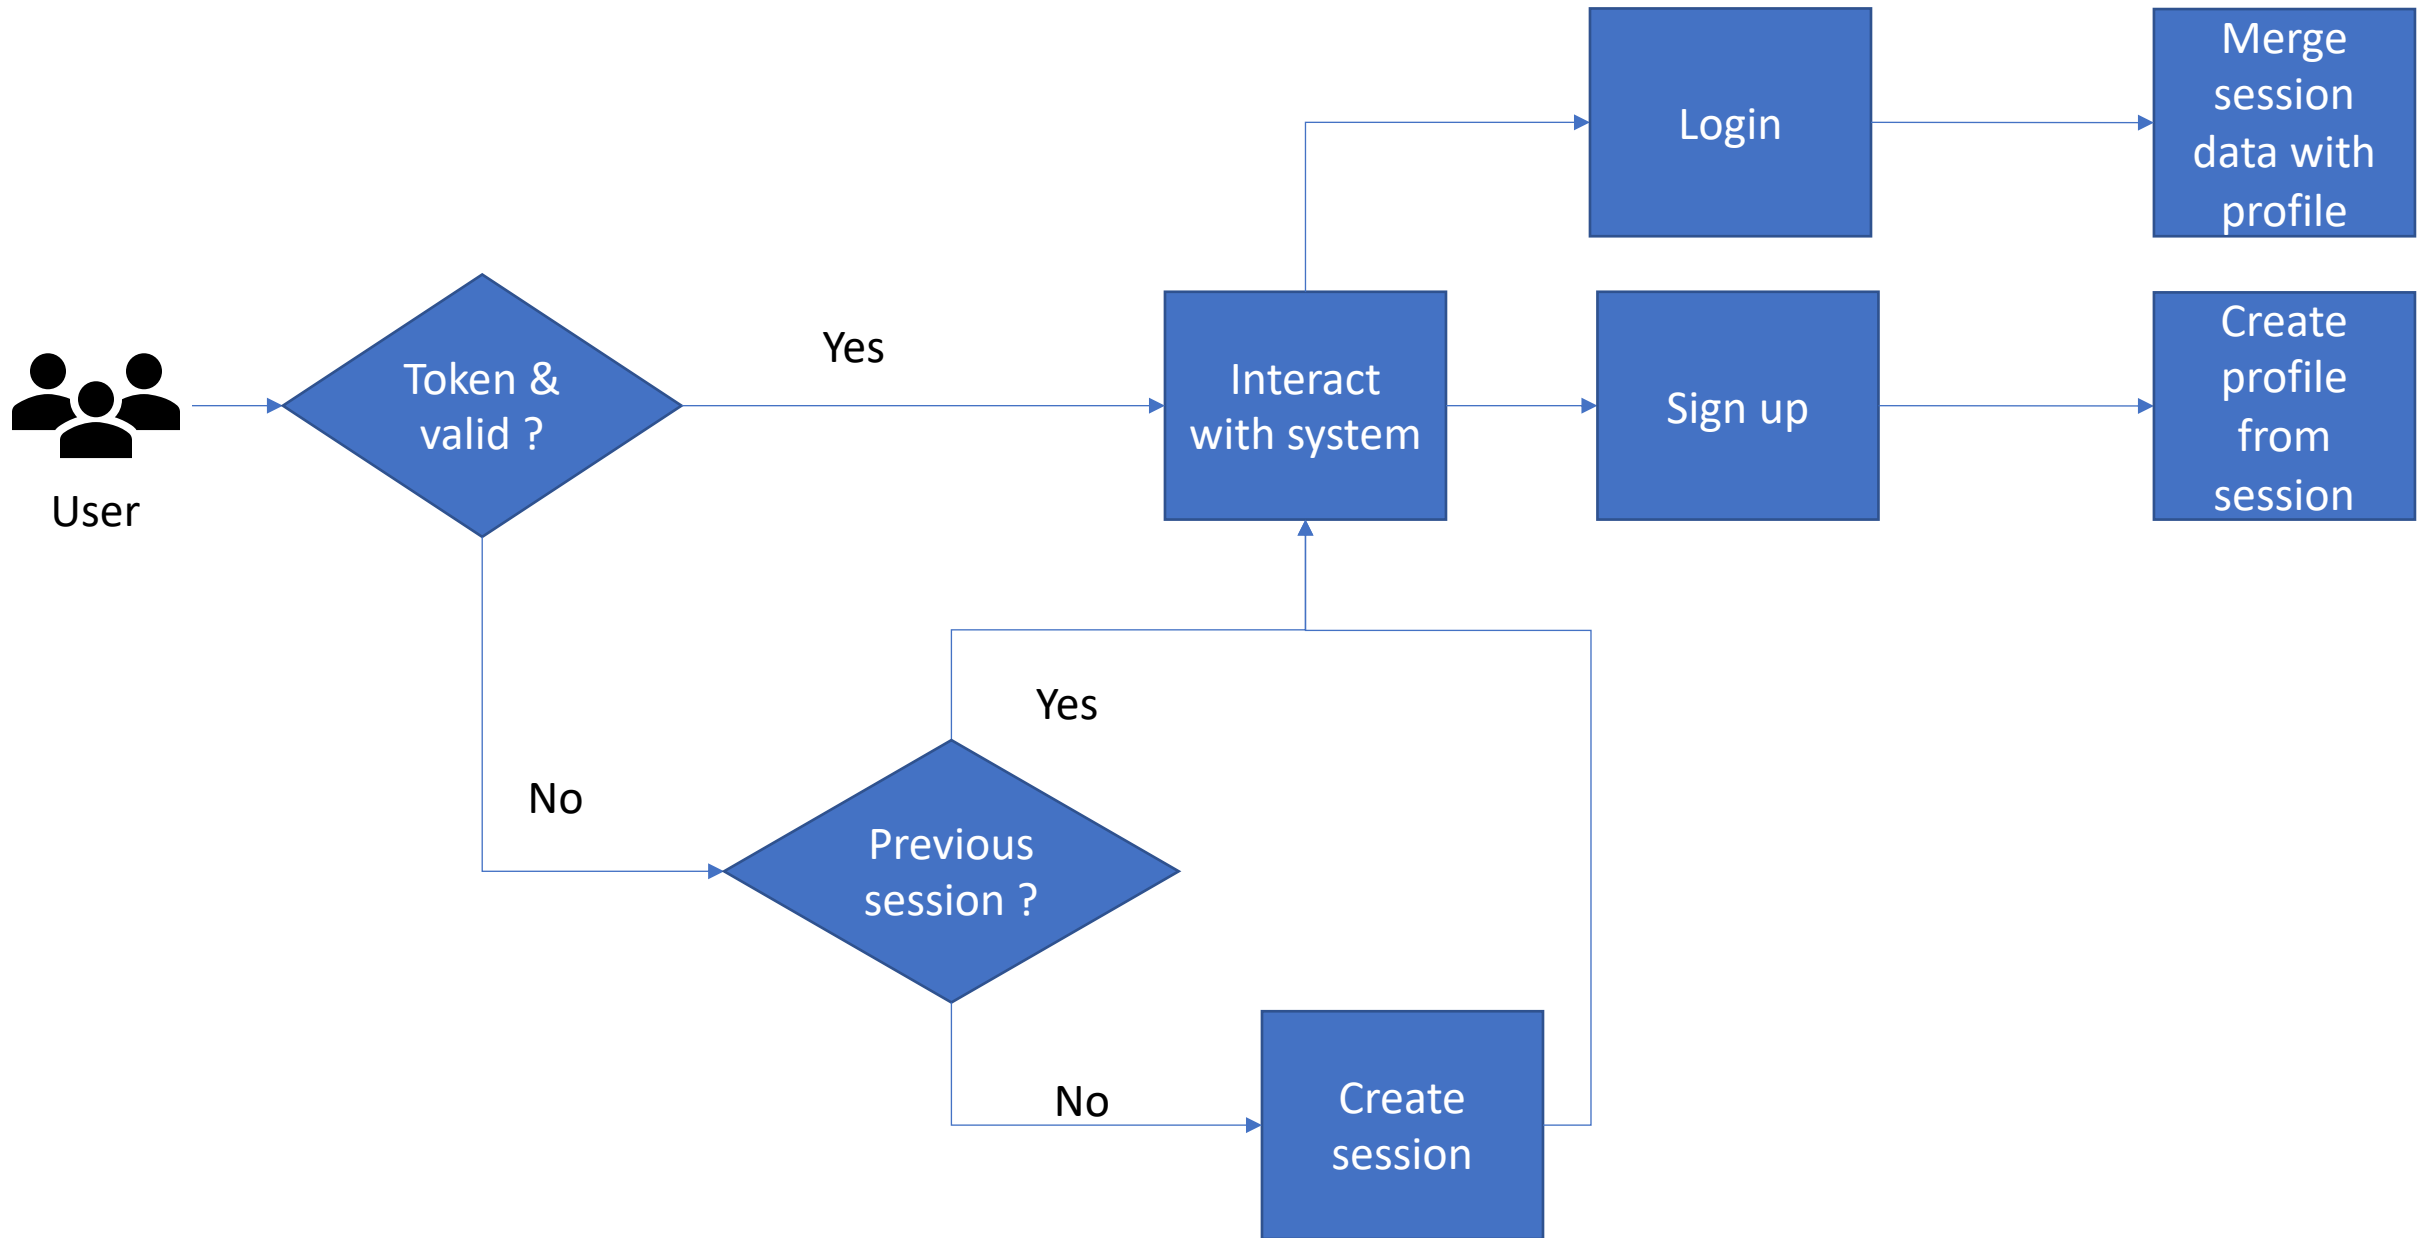 Merge
session
data with
profile
Login
Yes
Token &
valid ?
Interact
with system
Sign up
Create
profile
from
session
User
Yes
No
Previous
session ?
No
Create
session